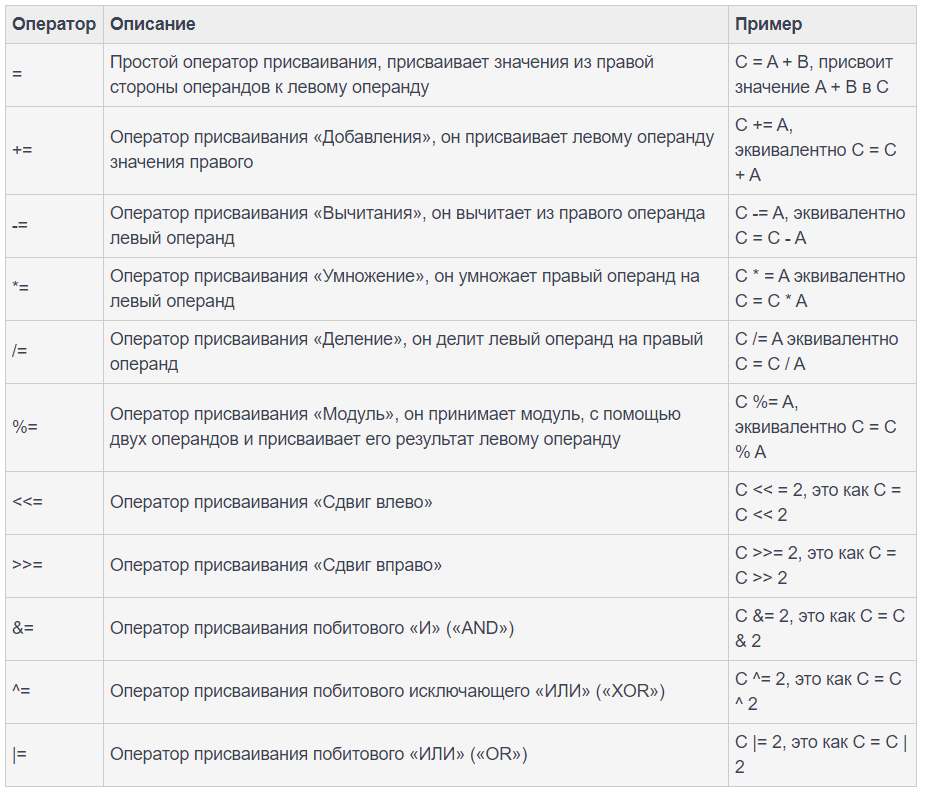 Оператор Описание Пример
= Простой оператор присваивания, присваивает значения из правой
стороны операндов к левому операнду
C = A + B, присвоит
значение A + B в C
+= Оператор присваивания «Добавления», он присваивает левому операнду
значения правого
C += A,
эквивалентно C = C
+ A
-= Оператор присваивания «Вычитания», он вычитает из правого операнда
левый операнд
C -= A, эквивалентно
C = C - A
*= Оператор присваивания «Умножение», он умножает правый операнд на
левый операнд
C * = A эквивалентно
C = C * A
/= Оператор присваивания «Деление», он делит левый операнд на правый
операнд
C /= A эквивалентно
C = C / A
%= Оператор присваивания «Модуль», он принимает модуль, с помощью
двух операндов и присваивает его результат левому операнду
C %= A,
эквивалентно C = C
% A
<<= Оператор присваивания «Сдвиг влево»
C << = 2, это как C =
C << 2
>>= Оператор присваивания «Сдвиг вправо»
C >>= 2, это как C =
C >> 2
&= Оператор присваивания побитового «И» («AND»)
C &= 2, это как C = C
& 2
^= Оператор присваивания побитового исключающего «ИЛИ» («XOR»)
C ^= 2, это как C = C
^ 2
|= Оператор присваивания побитового «ИЛИ» («OR»)
C |= 2, это как C = C |
2